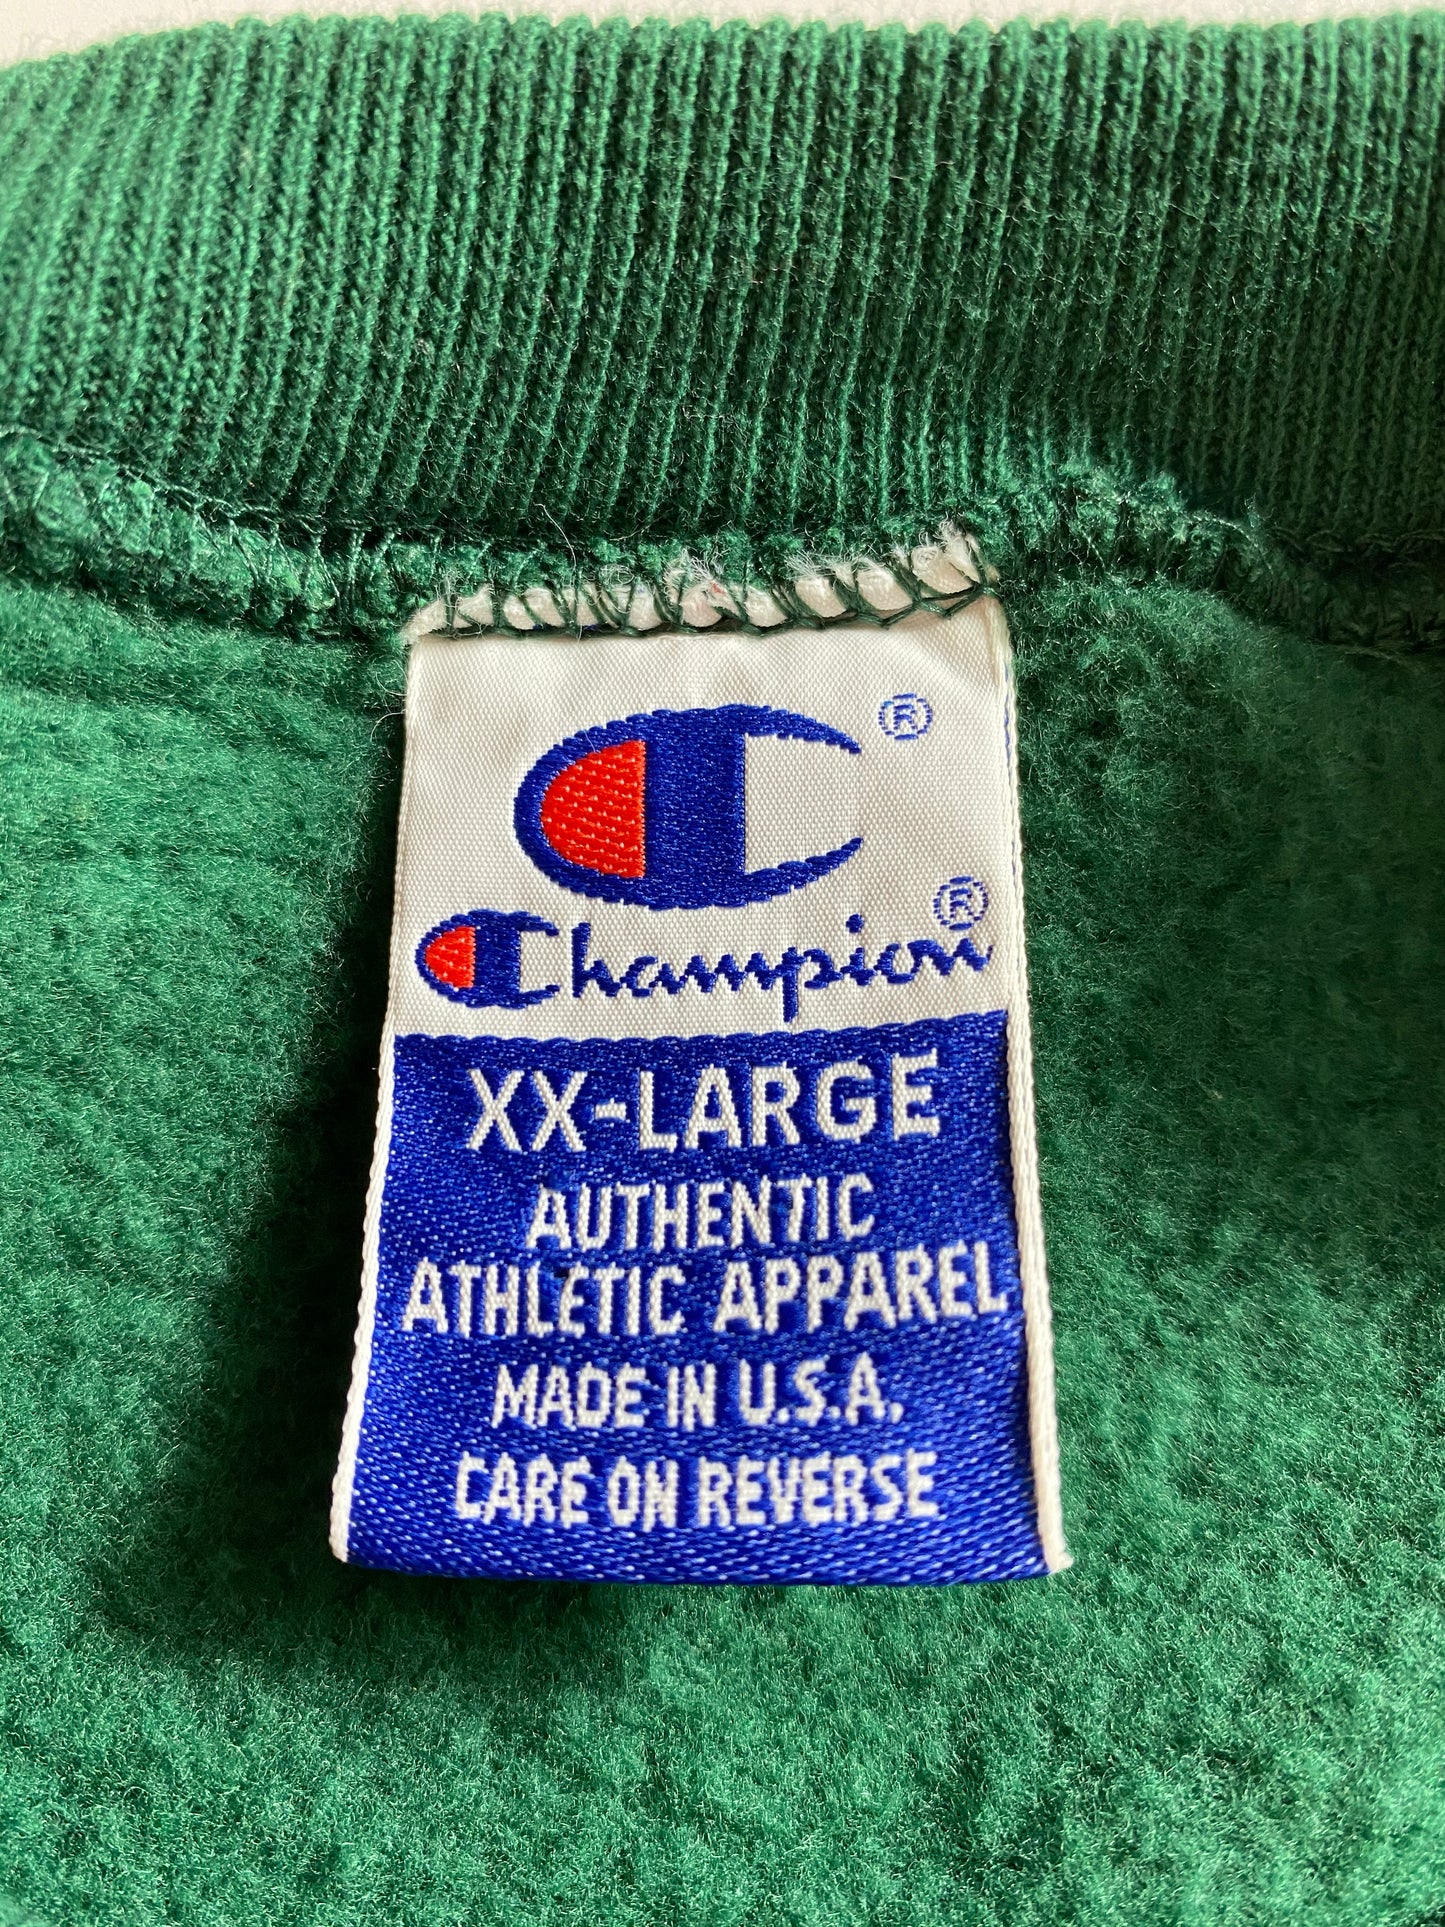 ®
Champion®
XX-LARGE
AUTHENTIC
ATHLETIC APPAREL
MADE IN U.S.A.
CARE ON REVERSE